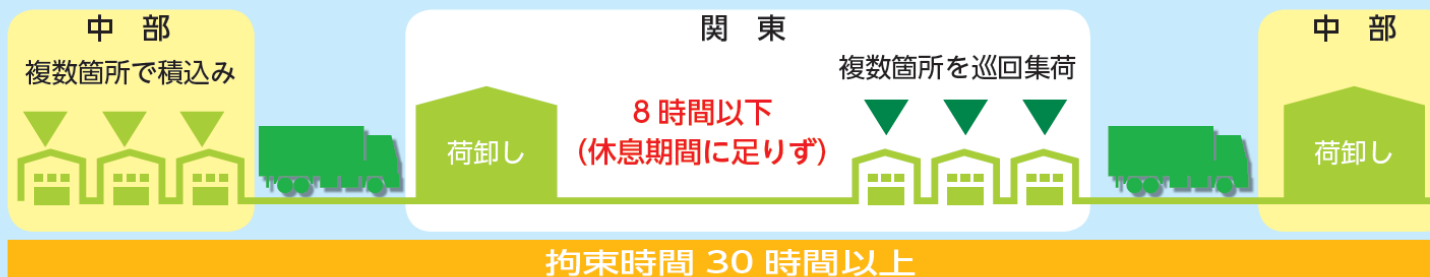 中 部
複数箇所で積込み
荷卸し
関 東
8 時間以下
（休息期間に足りず）
複数箇所を巡回集荷
中 部
荷卸し
拘束時間 30 時間以上